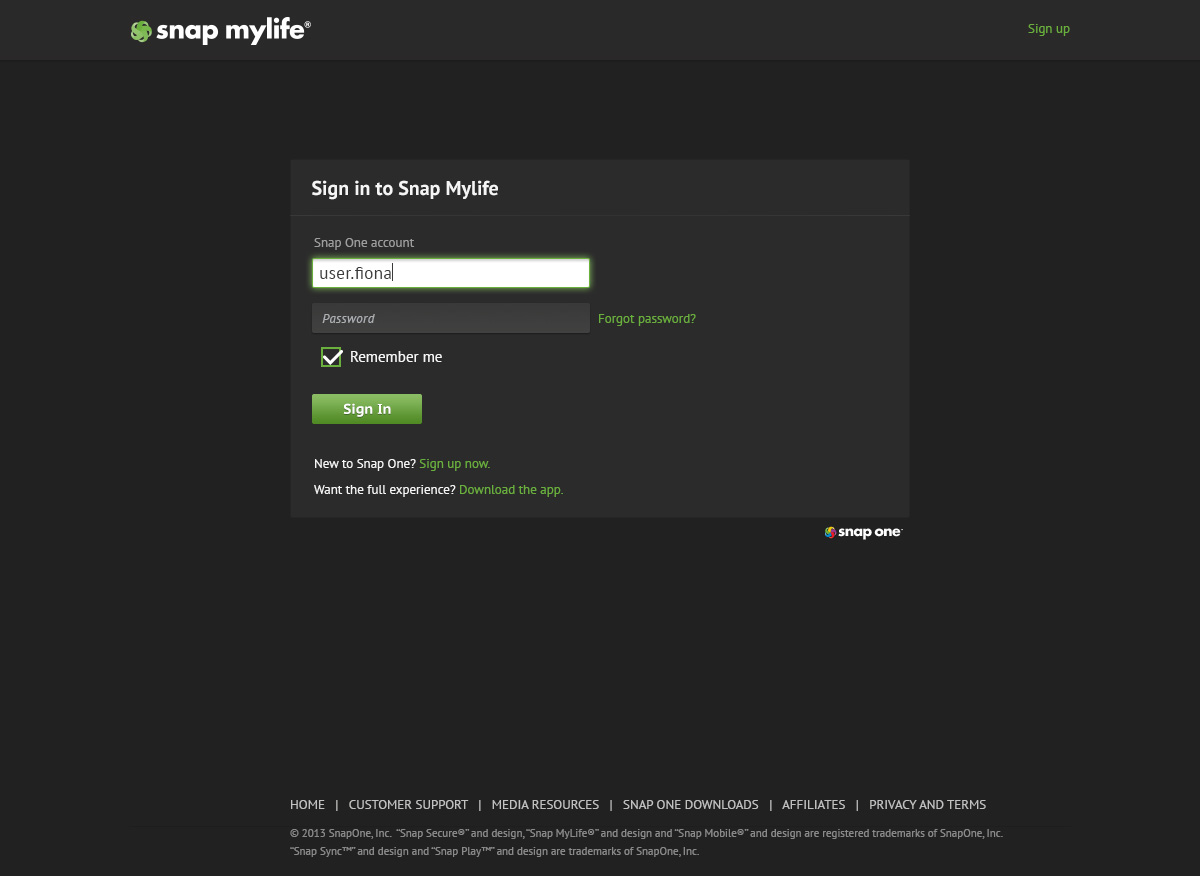 snap mylife®
Sign up
Sign in to Snap Mylife
Snap One account
user.fiona
Password
Forgot password?
Remember me
Sign In
New to Snap One? Sign up now.
Want the full experience? Download the app.
snap one
HOME | CUSTOMER SUPPORT | MEDIA RESOURCES | SNAP ONE DOWNLOADS | AFFILIATES | PRIVACY AND TERMS
© 2013 SnapOne, Inc. “Snap Secure®” and design, “Snap MyLife®” and design and “Snap Mobile®” and design are registered trademarks of SnapOne, Inc.
“Snap Sync™” and design and “Snap Play™” and design are trademarks of SnapOne, Inc.